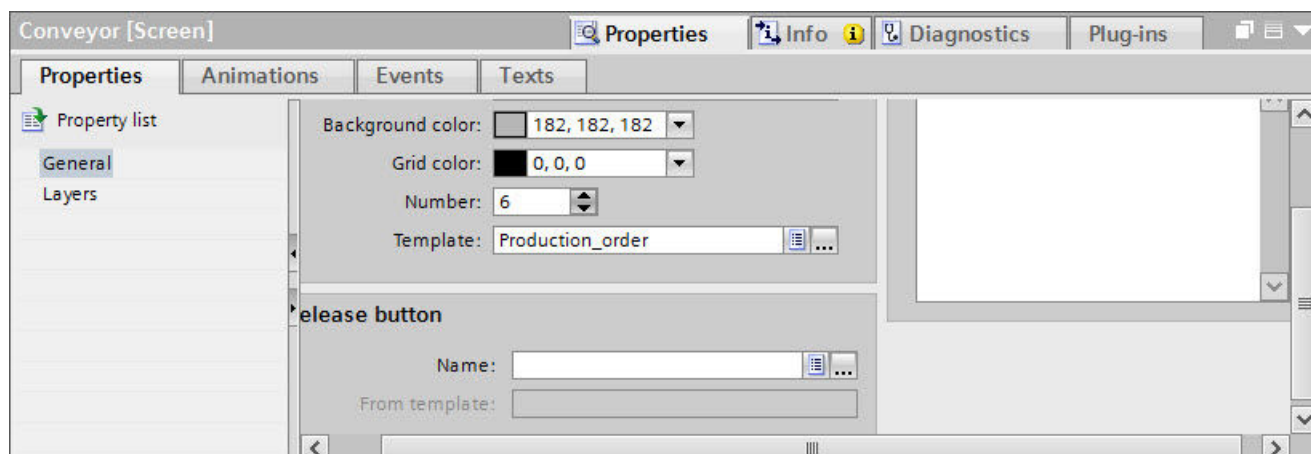 Conveyor [Screen]
Properties
Info
Diagnostics
Plug-ins
Properties
Animations
Events
Texts
Property list
General
Layers
Background color: 182, 182, 182
Grid color: 0, 0, 0
Number: 6
Template: Production_order
...
elease button
Name:
...
From template: